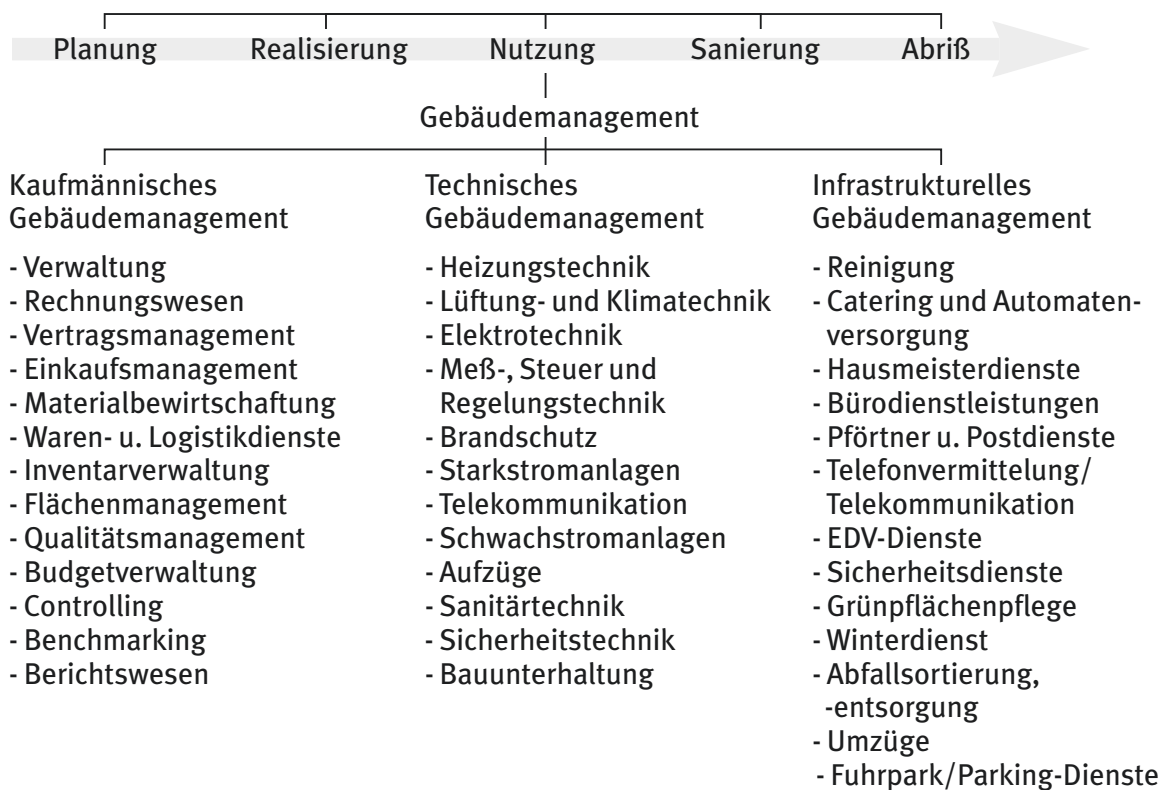 Planung Realisierung Nutzung Sanierung Abriß
Gebäudemanagement
Kaufmännisches
Gebäudemanagement
- Verwaltung
- Rechnungswesen
- Vertragsmanagement
- Einkaufsmanagement
- Materialbewirtschaftung
- Waren- u. Logistikdienste
- Inventarverwaltung
- Flächenmanagement
- Qualitätsmanagement
- Budgetverwaltung
- Controlling
- Benchmarking
- Berichtswesen
Technisches
Gebäudemanagement
- Heizungstechnik
- Lüftung- und Klimatechnik
- Elektrotechnik
- Meß-, Steuer und
Regelungstechnik
- Brandschutz
- Starkstromanlagen
- Telekommunikation
- Schwachstromanlagen
- Aufzüge
- Sanitärtechnik
- Sicherheitstechnik
- Bauunterhaltung
Infrastrukturelles
Gebäudemanagement
- Reinigung
- Catering und Automaten-
versorgung
- Hausmeisterdienste
- Bürodienstleistungen
- Pförtner u. Postdienste
- Telefonvermittelung/
Telekommunikation
- EDV-Dienste
- Sicherheitsdienste
- Grünpflächenpflege
- Winterdienst
- Abfallsortierung,
-entsorgung
- Umzüge
- Fuhrpark/Parking-Dienste